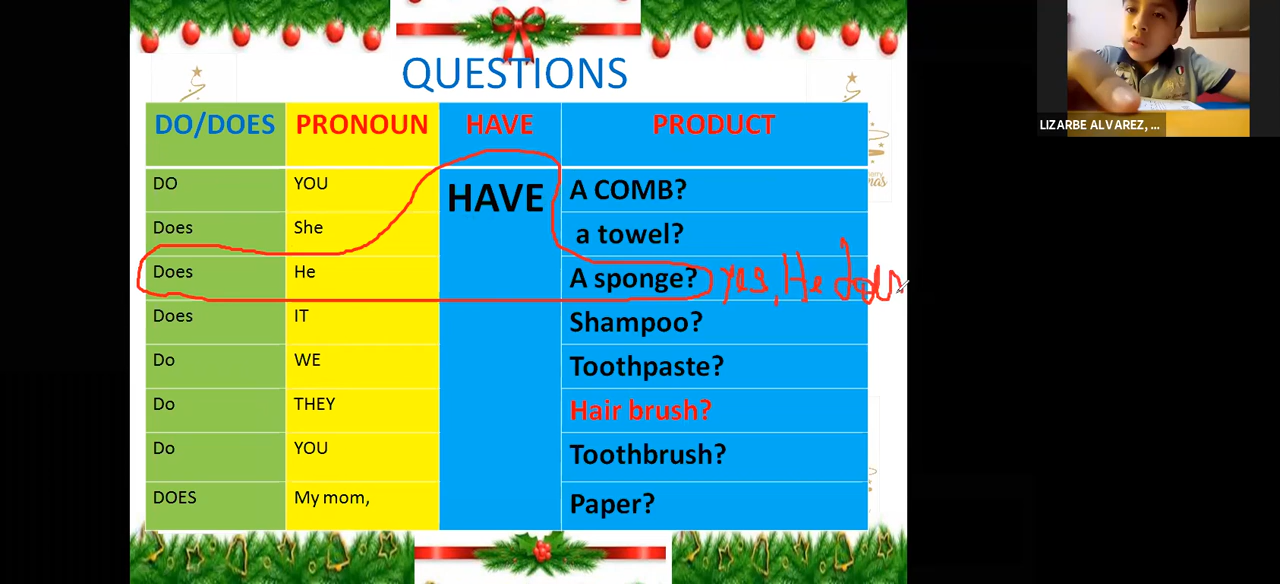 QUESTIONS
DO/DOES PRONOUN HAVE PRODUCT
DO YOU HAVE A COMB?
Does She a towel?
Does He A sponge? yes, He does
Does IT Shampoo?
Do WE Toothpaste?
Do THEY Hair brush?
Do YOU Toothbrush?
DOES My mom, Paper?
LIZARBE ALVAREZ, ...